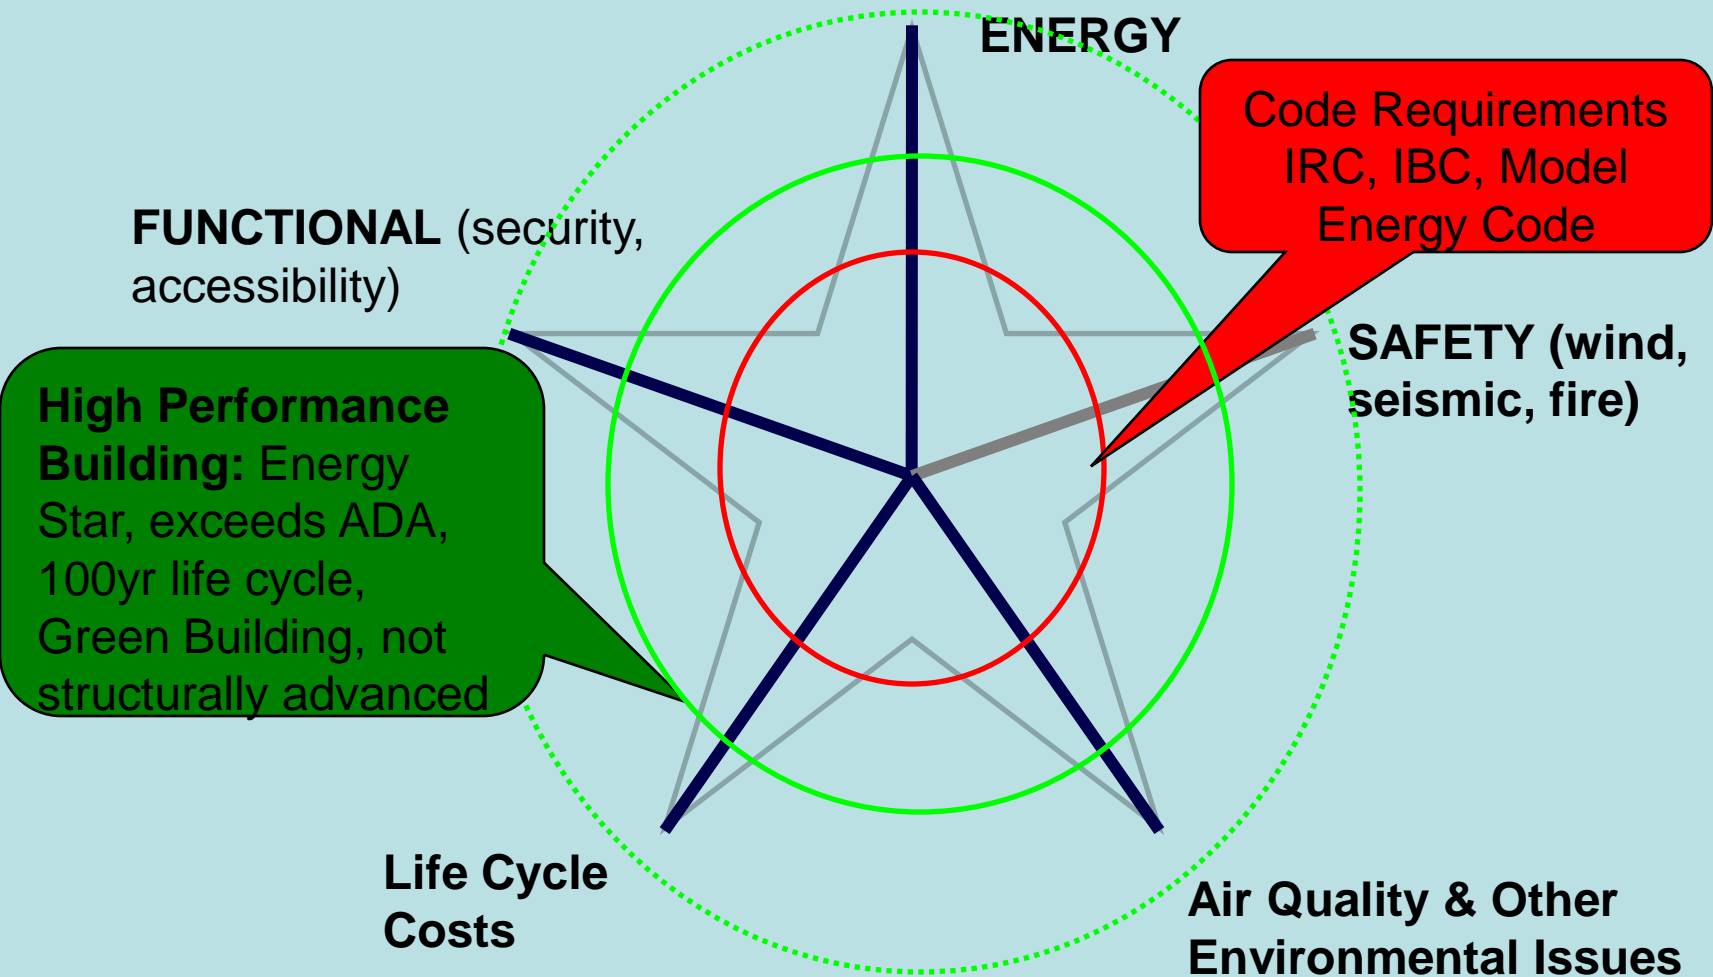 ENERGY
Code Requirements
IRC, IBC, Model
Energy Code
FUNCTIONAL (security,
accessibility)
SAFETY (wind,
seismic, fire)
High Performance
Building: Energy
Star, exceeds ADA,
100yr life cycle,
Green Building, not
structurally advanced
Life Cycle
Costs
Air Quality & Other
Environmental Issues